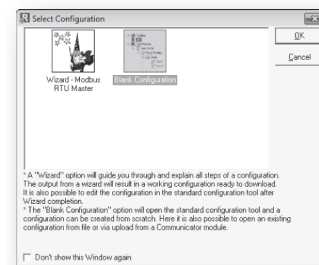 Select Configuration
OK
Cancel
Wizard - Modbus
RTU Master
Blank Configuration
* A "Wizard" option will guide you through and explain all steps of a configuration.
The output from a wizard will result in a working configuration ready to download.
It is also possible to edit the configuration in the standard configuration tool after
Wizard completion.
* The "Blank Configuration" option will open the standard configuration tool and a
configuration can be created from scratch. Here it is also possible to open an existing
configuration from file or via upload from a Communicator module.
Don't show this Window again